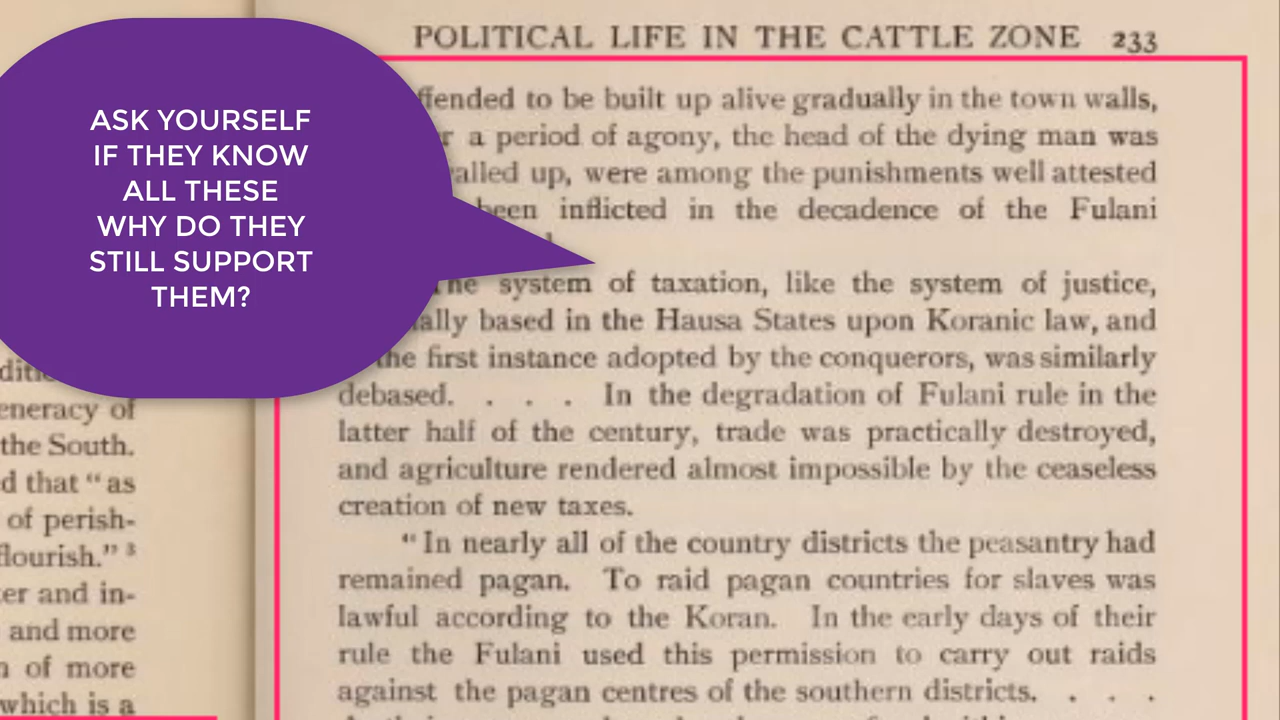 ASK YOURSELF
IF THEY KNOW
ALL THESE
WHY DO THEY
STILL SUPPORT
THEM?
POLITICAL LIFE IN THE CATTLE ZONE 233
to be built up alive gradually in the town walls,
a period of agony, the head of the dying man was
up, were among the punishments well attested
been inflicted in the decadence of the Fulani
system of taxation, like the system of justice,
based in the Hausa States upon Koranic law, and
the first instance adopted by the conquerors, was similarly
debased. . . . In the degradation of Fulani rule in the
latter half of the century, trade was practically destroyed,
and agriculture rendered almost impossible by the ceaseless
creation of new taxes.
“In nearly all of the country districts the peasantry had
remained pagan. To raid pagan countries for slaves was
lawful according to the Koran. In the early days of their
rule the Fulani used this permission to carry out raids
against the pagan centres of the southern districts. . . .
of
the South.
that “as
of perish-
flourish.” 3
and in-
and more
of more
which is a